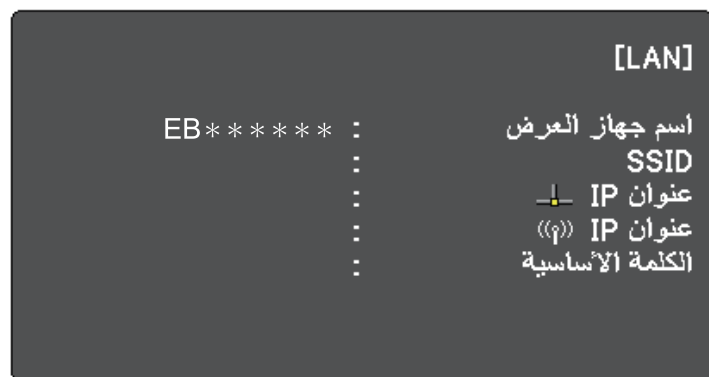 [LAN]
اسم جهاز العرض : EB******
SSID :
عنوان IP :
عنوان IP :
الكلمة الأساسية :